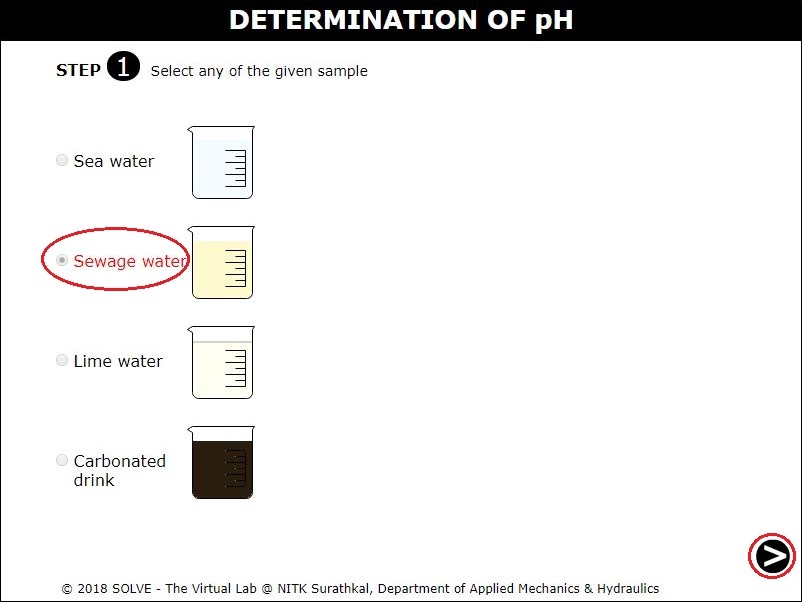 DETERMINATION OF pH
STEP 1 Select any of the given sample
Sea water
Sewage water
Lime water
Carbonated
drink
>
© 2018 SOLVE - The Virtual Lab @ NITK Surathkal, Department of Applied Mechanics & Hydraulics